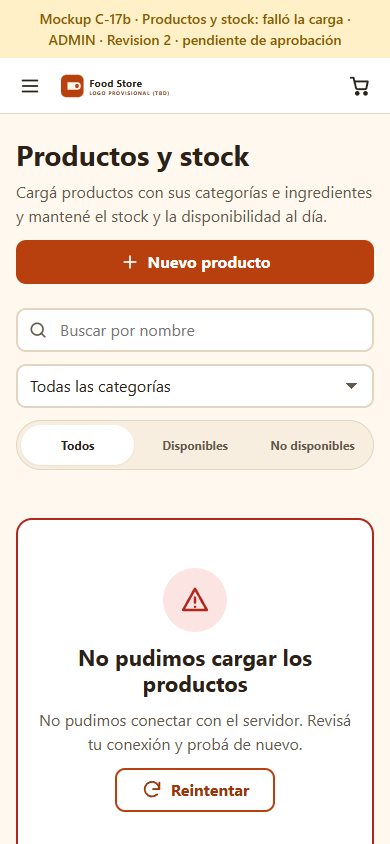 Mockup C-17b · Productos y stock: falló la carga ·
ADMIN · Revision 2 · pendiente de aprobación
Food Store
LOGO PROVISIONAL (TBD)
Productos y stock
Cargá productos con sus categorías e ingredientes
y mantené el stock y la disponibilidad al día.
Nuevo producto
Buscar por nombre
Todas las categorías
Todos Disponibles No disponibles
No pudimos cargar los
productos
No pudimos conectar con el servidor. Revisá
tu conexión y probá de nuevo.
Reintentar